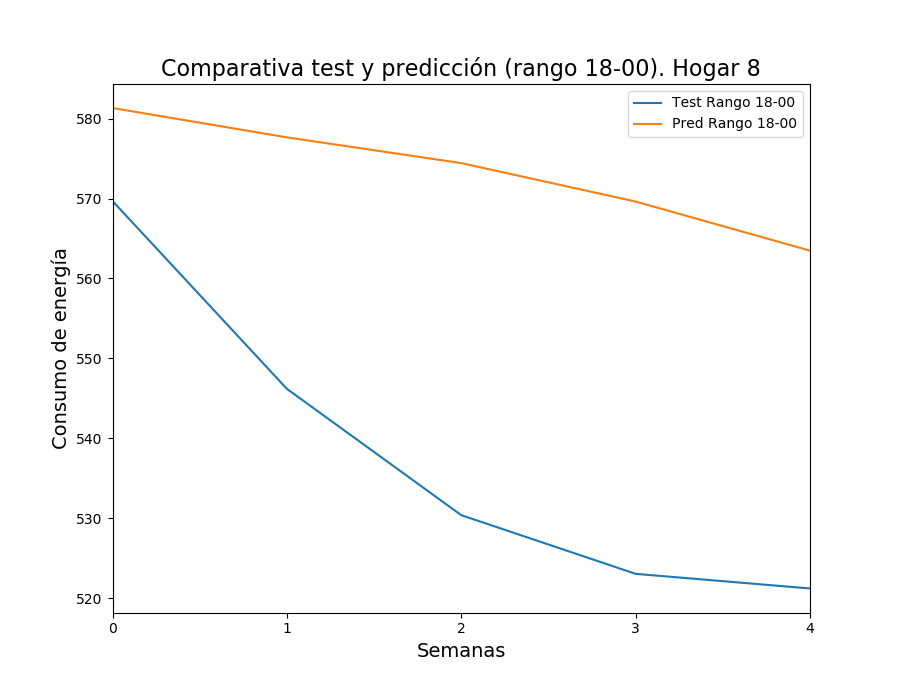 Comparativa test y predicción (rango 18-00). Hogar 8
Test Rango 18-00
Pred Rango 18-00
Consumo de energía
580
570
560
550
540
530
520
0 1 2 3 4
Semanas